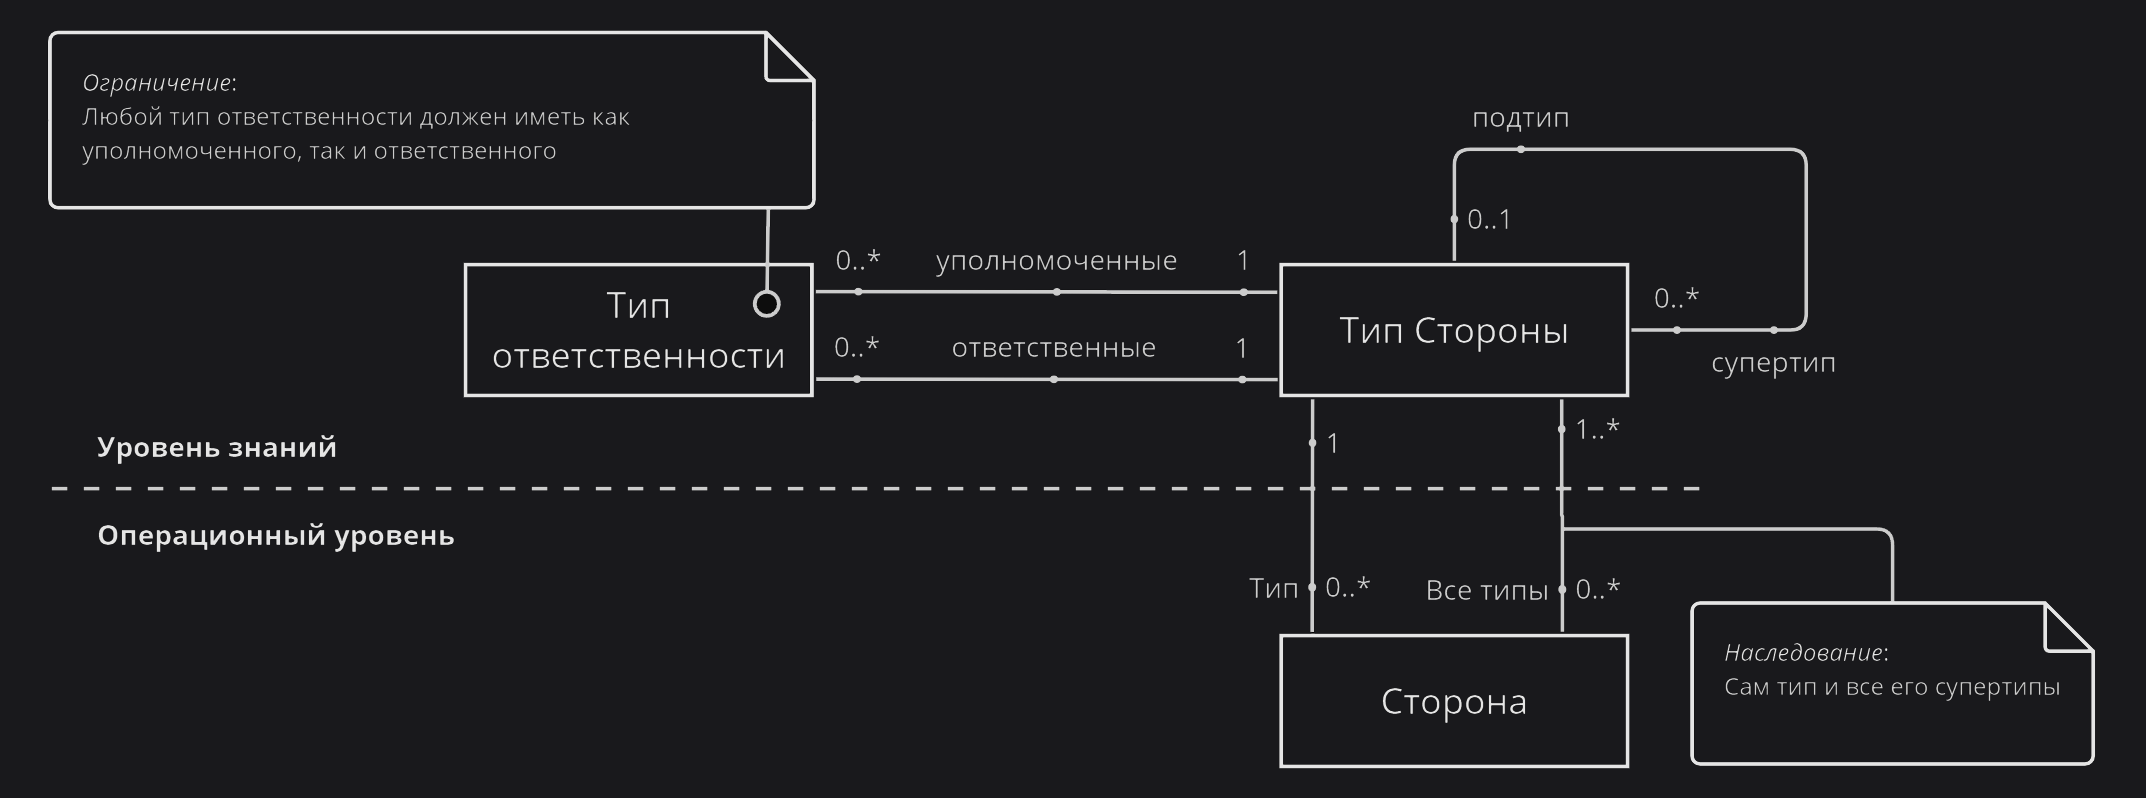 Ограничение:
Любой тип ответственности должен иметь как
уполномоченного, так и ответственного
подтип
0..1
0..*
уполномоченные
1
Тип
ответственности
0..*
ответственные
1
Тип Стороны
0..*
супертип
Уровень знаний
1
1..*
Операционный уровень
Тип
0..*
Все типы
0..*
Сторона
Наследование:
Сам тип и все его супертипы